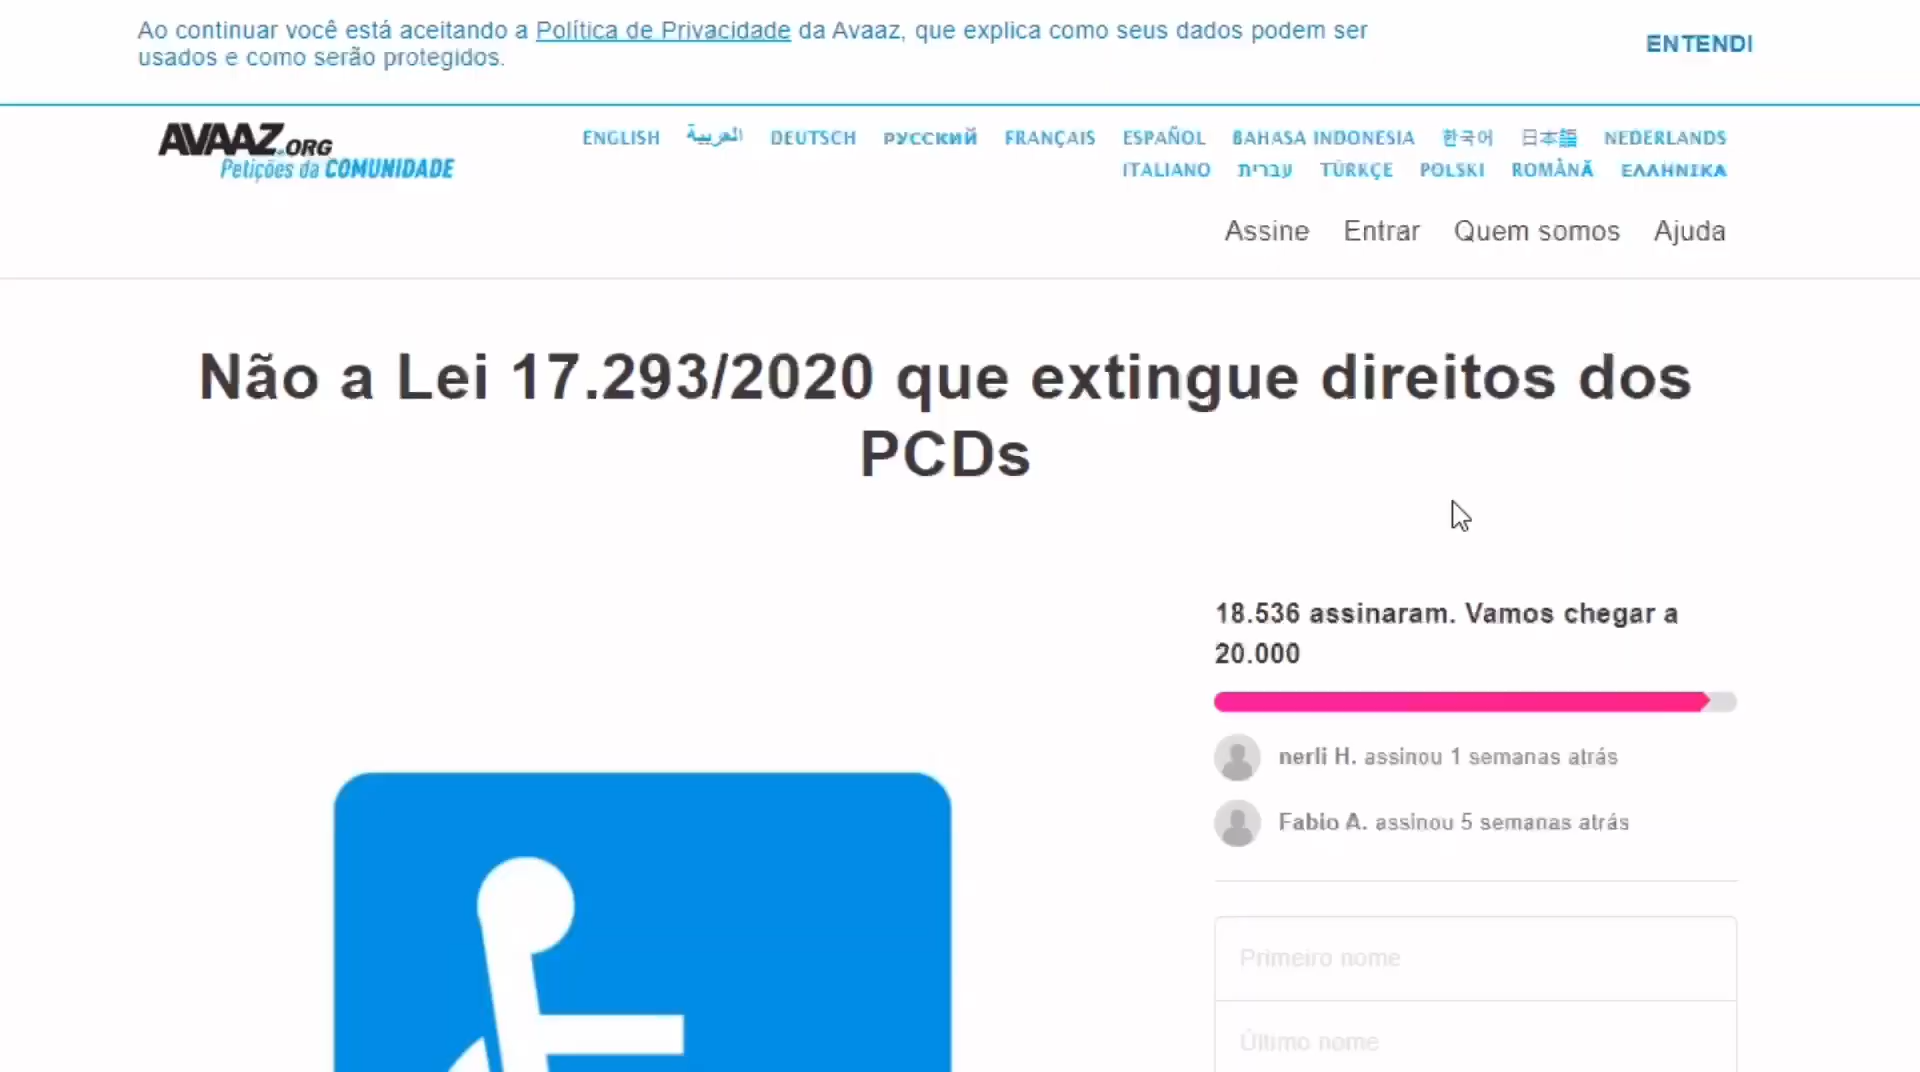 Ao continuar você está aceitando a Política de Privacidade da Avaaz, que explica como seus dados podem ser
usados e como serão protegidos.
ENTENDI
AVAAZ.ORG
Petições da COMUNIDADE
ENGLISH العربية DEUTSCH РУССКИЙ FRANÇAIS ESPAÑOL BAHASA INDONESIA 한국어 日本語 NEDERLANDS
ITALIANO עברית TÜRKÇE POLSKI ROMÂNĂ ΕΛΛΗΝΙΚΑ
Assine Entrar Quem somos Ajuda
Não a Lei 17.293/2020 que extingue direitos dos
PCDs
18.536 assinaram. Vamos chegar a
20.000
nerli H. assinou 1 semanas atrás
Fabio A. assinou 5 semanas atrás
Primeiro nome
Último nome